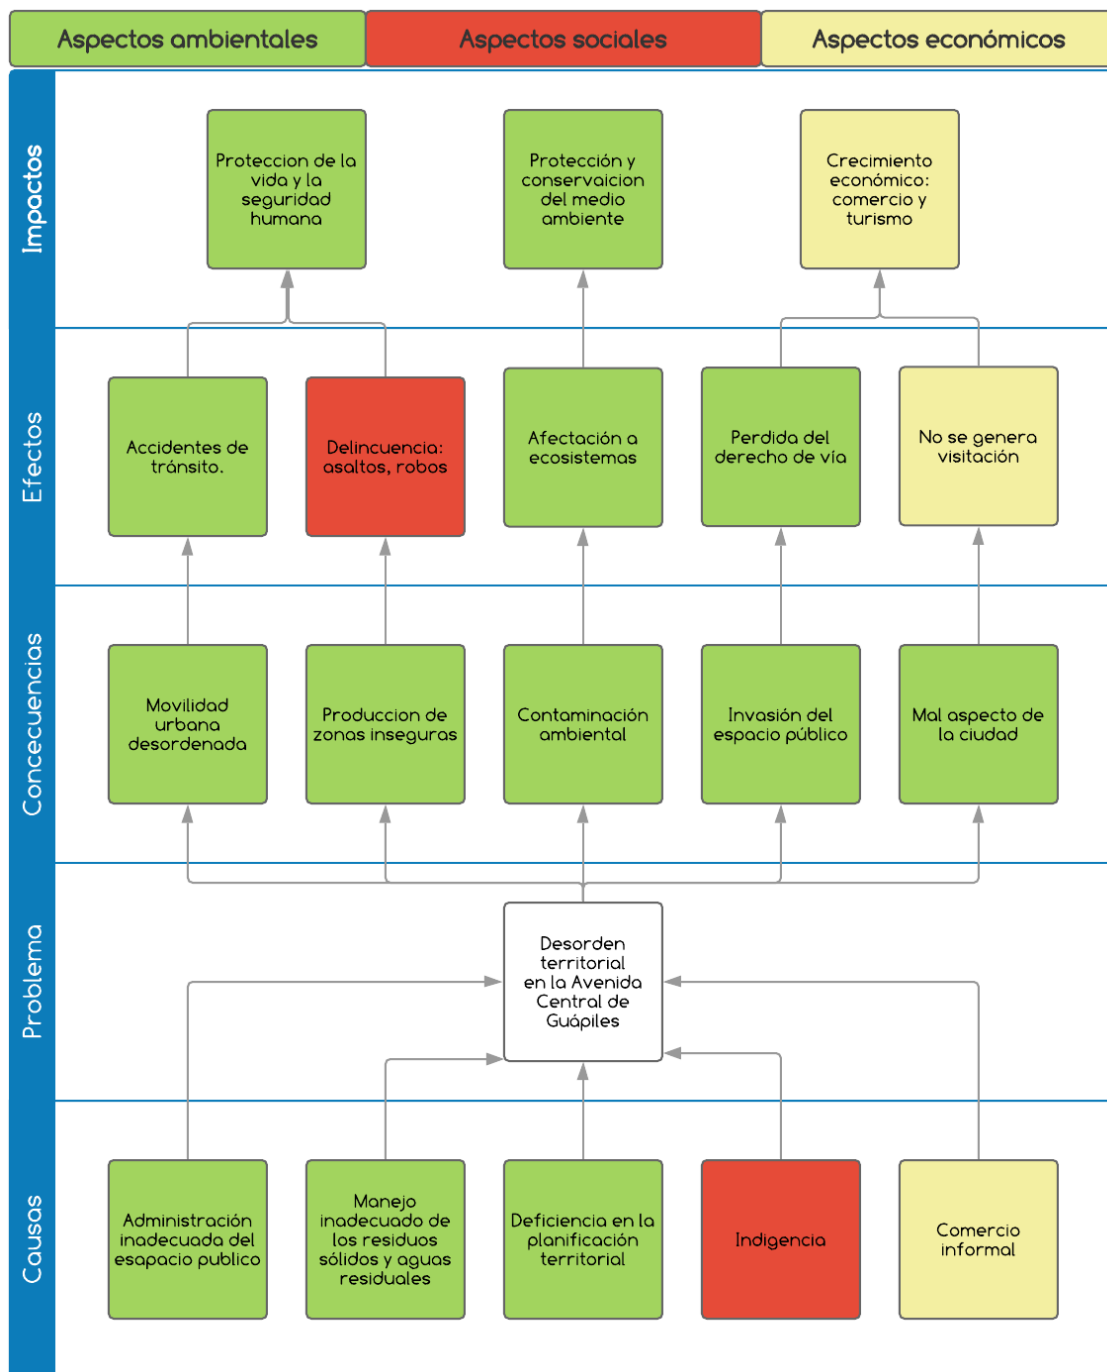 Aspectos ambientales
Aspectos sociales
Aspectos económicos
Impactos
Proteccion de la
vida y la
seguridad
humana
Protección y
conservaicion
del medio
ambiente
Crecimiento
económico:
comercio y
turismo
Efectos
Accidentes de
tránsito.
Delincuencia:
asaltos, robos
Afectación a
ecosistemas
Perdida del
derecho de vía
No se genera
visitación
Concecuencias
Movilidad
urbana
desordenada
Produccion de
zonas inseguras
Contaminación
ambiental
Invasión del
espacio público
Mal aspecto de
la ciudad
Problema
Desorden
territorial
en la Avenida
Central de
Guápiles
Causas
Administración
inadecuada del
esapacio publico
Manejo
inadecuado de
los residuos
sólidos y aguas
residuales
Deficiencia en la
planificación
territorial
Indigencia
Comercio
informal